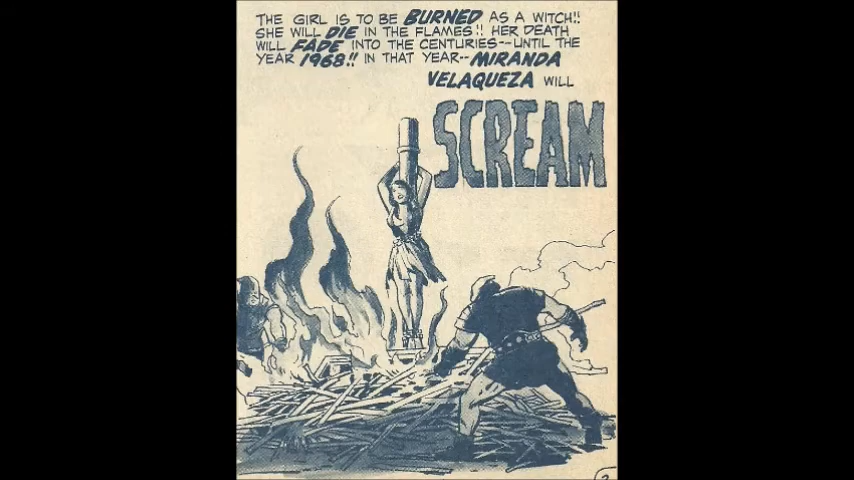 THE GIRL IS TO BE BURNED AS A WITCH!!
SHE WILL DIE IN THE FLAMES!! HER DEATH
WILL FADE INTO THE CENTURIES--UNTIL THE
YEAR 1968!! IN THAT YEAR--MIRANDA
VELAQUEZA WILL
SCREAM
2